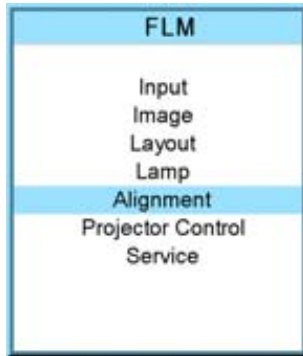 FLM
Input
Image
Layout
Lamp
Alignment
Projector Control
Service